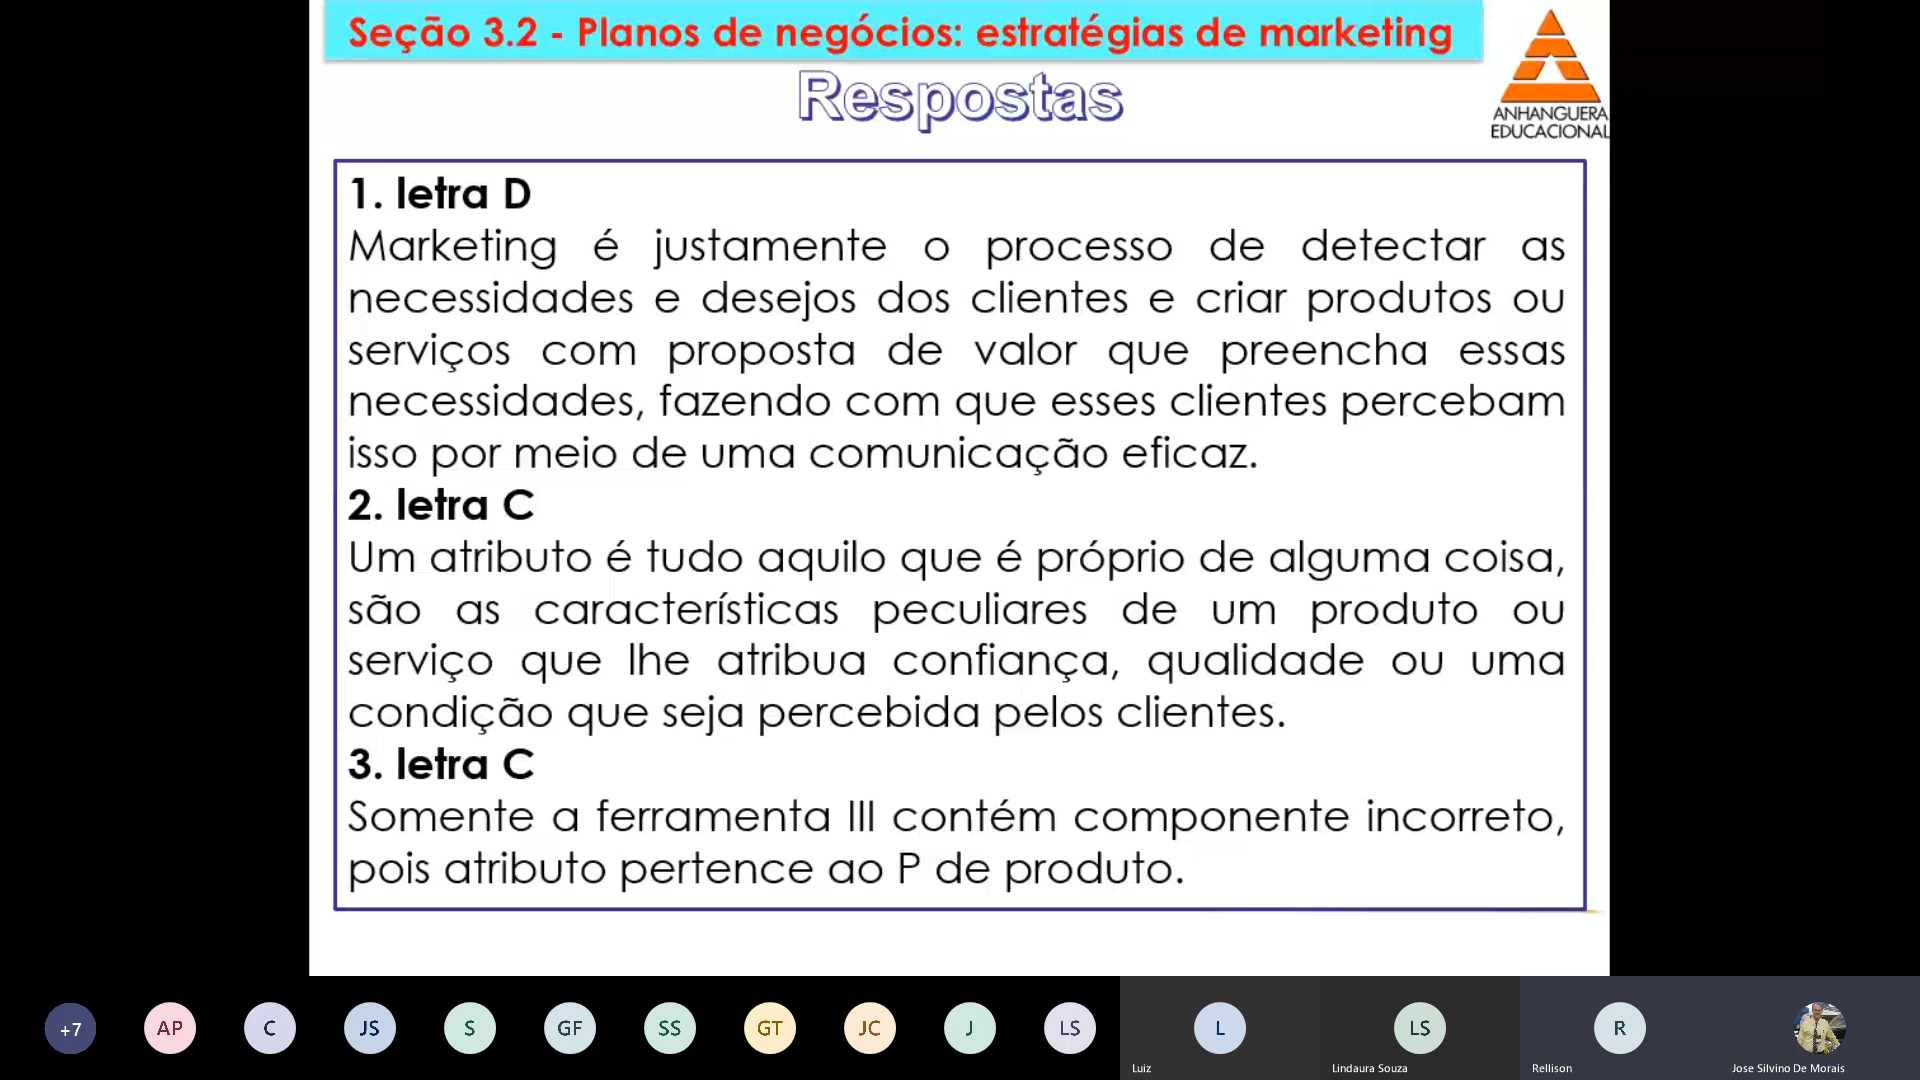 Seção 3.2 - Planos de negócios: estratégias de marketing
Respostas
ANHANGUERA
EDUCACIONAL
1. letra D
Marketing é justamente o processo de detectar as
necessidades e desejos dos clientes e criar produtos ou
serviços com proposta de valor que preencha essas
necessidades, fazendo com que esses clientes percebam
isso por meio de uma comunicação eficaz.
2. letra C
Um atributo é tudo aquilo que é próprio de alguma coisa,
são as características peculiares de um produto ou
serviço que lhe atribua confiança, qualidade ou uma
condição que seja percebida pelos clientes.
3. letra C
Somente a ferramenta III contém componente incorreto,
pois atributo pertence ao P de produto.
+7 AP C JS S GF SS GT JC J LS L LS R
Luiz Lindaura Souza Rellison Jose Silvino De Morais